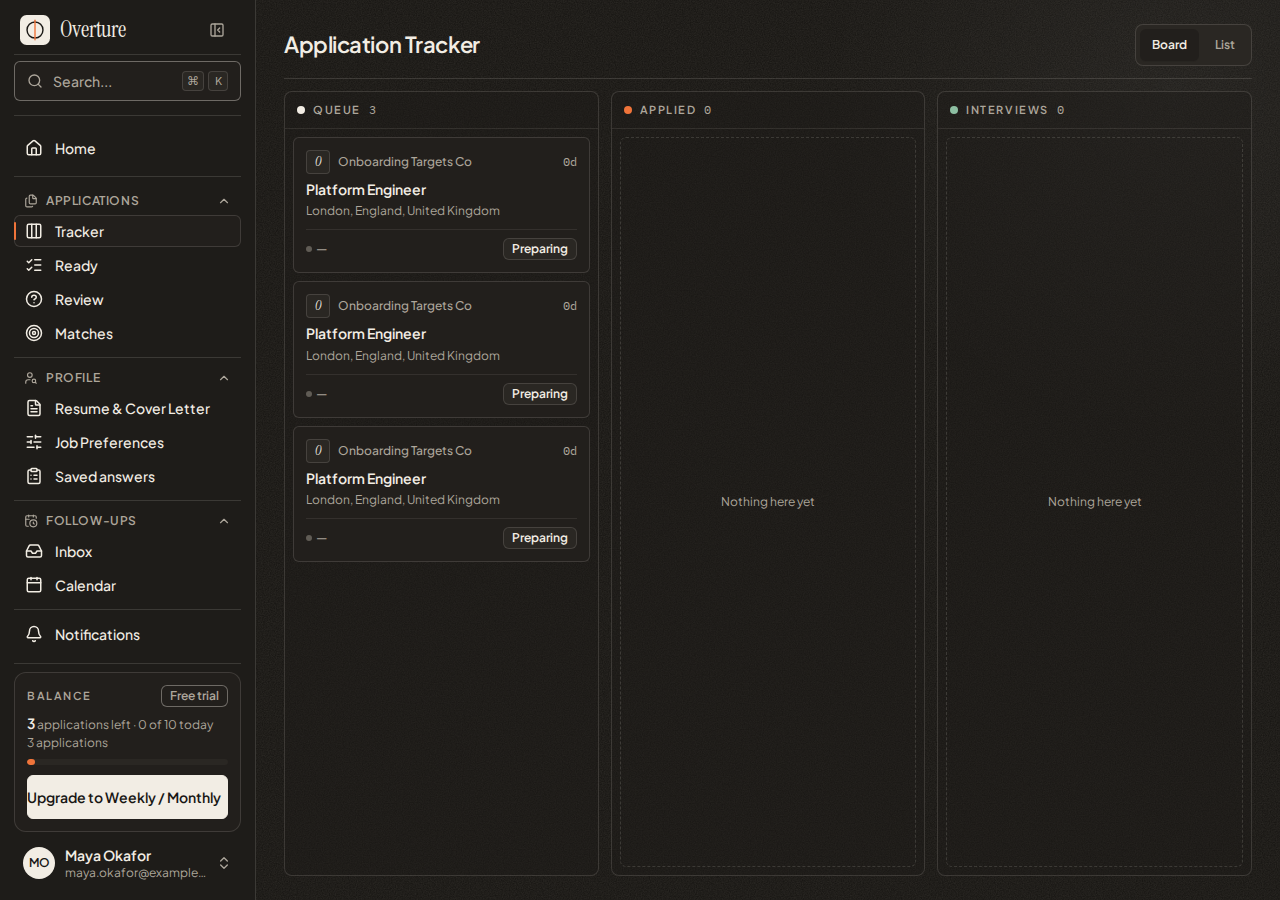 Overture
Search... ⌘ K
Home
APPLICATIONS
Tracker
Ready
Review
Matches
PROFILE
Resume & Cover Letter
Job Preferences
Saved answers
FOLLOW-UPS
Inbox
Calendar
Notifications
BALANCE Free trial
3 applications left · 0 of 10 today
3 applications
Upgrade to Weekly / Monthly
MO Maya Okafor
maya.okafor@example...
Application Tracker
Board List
QUEUE 3
0 Onboarding Targets Co 0d
Platform Engineer
London, England, United Kingdom
— Preparing
0 Onboarding Targets Co 0d
Platform Engineer
London, England, United Kingdom
— Preparing
0 Onboarding Targets Co 0d
Platform Engineer
London, England, United Kingdom
— Preparing
APPLIED 0
Nothing here yet
INTERVIEWS 0
Nothing here yet